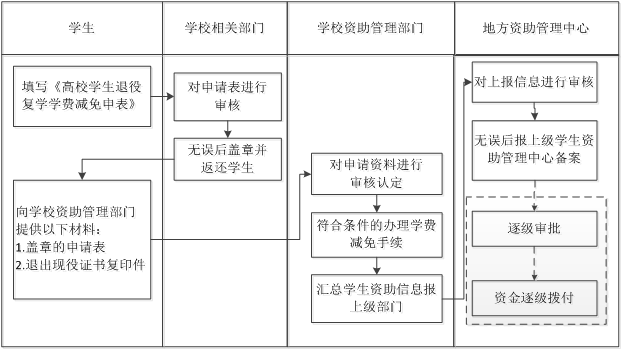 学生
学校相关部门
学校资助管理部门
地方资助管理中心
填写《高校学生退役
复学学费减免申表》
对申请表进行
审核
无误后盖章并
返还学生
向学校资助管理部门
提供以下材料：
1.盖章的申请表
2.退出现役证书复印件
对申请资料进行
审核认定
符合条件的办理学费
减免手续
汇总学生资助信息报
上级部门
对上报信息进行审核
无误后报上级学生资
助管理中心备案
逐级审批
资金逐级拨付